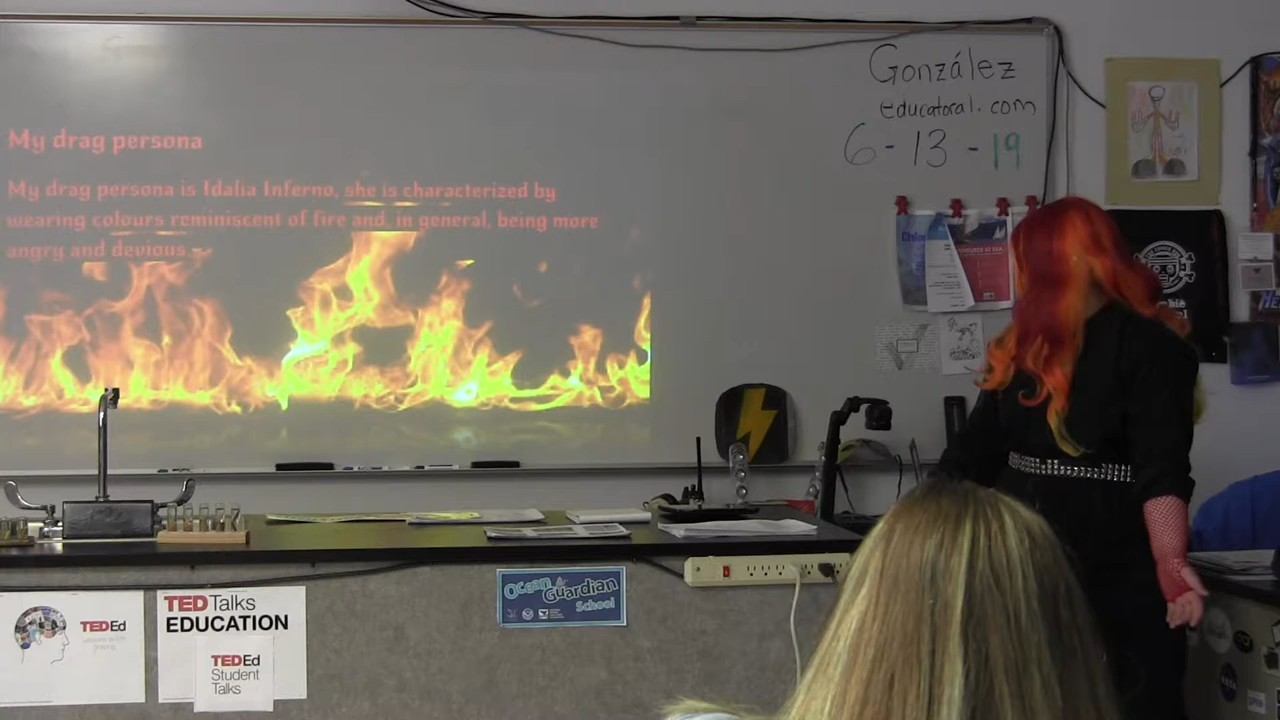 González
educatoral.com
6-13-19
My drag persona
My drag persona is Idalia Inferno, she is characterized by
wearing colours reminiscent of fire and, in general, being more
angry and devious
Ocean Guardian
School
TEDEd
TEDTalks
EDUCATION
TEDEd
Student
Talks